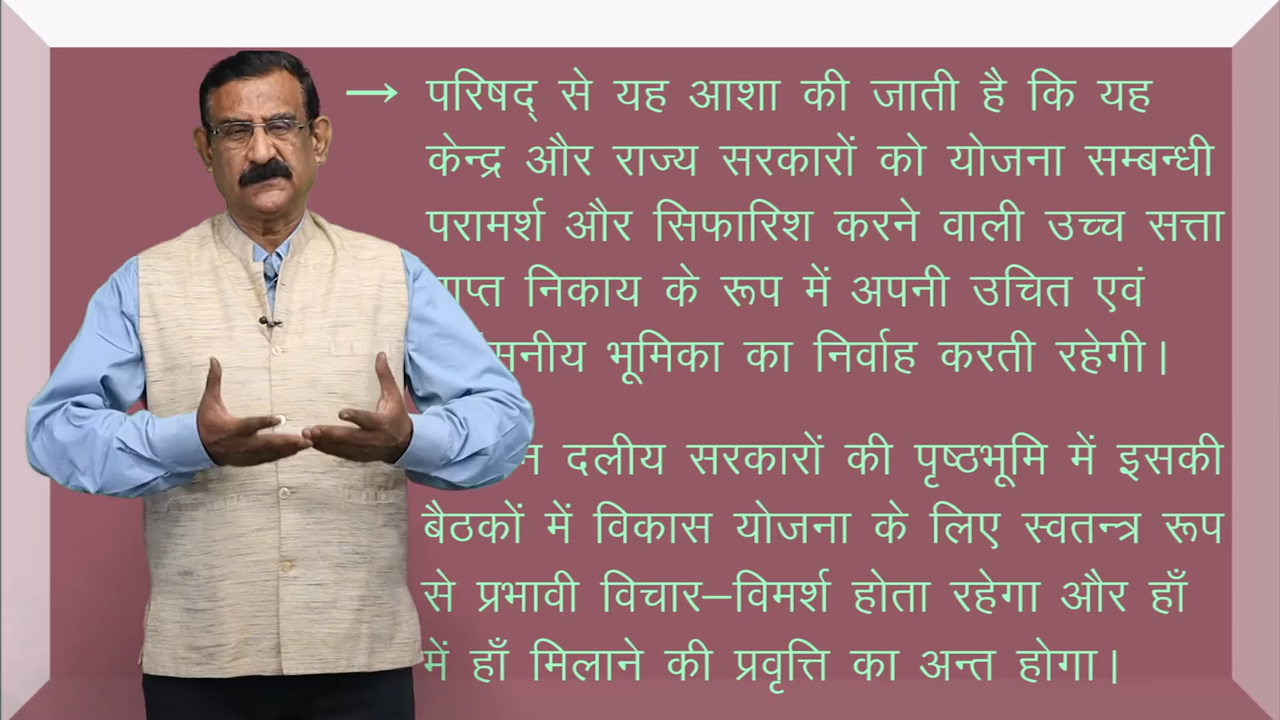 → परिषद् से यह आशा की जाती है कि यह
केन्द्र और राज्य सरकारों को योजना सम्बन्धी
परामर्श और सिफारिश करने वाली उच्च सत्ता
निकाय के रूप में अपनी उचित एवं
भूमिका का निर्वाह करती रहेगी।
दलीय सरकारों की पृष्ठभूमि में इसकी
बैठकों में विकास योजना के लिए स्वतन्त्र रूप
से प्रभावी विचार–विमर्श होता रहेगा और हाँ
में हाँ मिलाने की प्रवृत्ति का अन्त होगा।